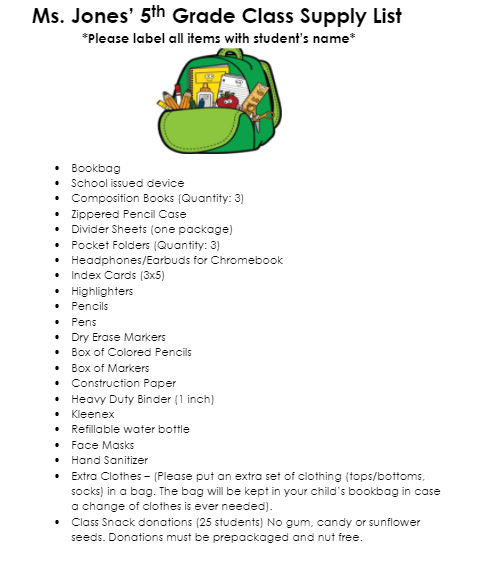 Ms. Jones' 5th Grade Class Supply List
*Please label all items with student's name*
• Bookbag
• School issued device
• Composition Books (Quantity: 3)
• Zippered Pencil Case
• Divider Sheets (one package)
• Pocket Folders (Quantity: 3)
• Headphones/Earbuds for Chromebook
• Index Cards (3x5)
• Highlighters
• Pencils
• Pens
• Dry Erase Markers
• Box of Colored Pencils
• Box of Markers
• Construction Paper
• Heavy Duty Binder (1 inch)
• Kleenex
• Refillable water bottle
• Face Masks
• Hand Sanitizer
• Extra Clothes – (Please put an extra set of clothing (tops/bottoms,
socks) in a bag. The bag will be kept in your child's bookbag in case
a change of clothes is ever needed).
• Class Snack donations (25 students) No gum, candy or sunflower
seeds. Donations must be prepackaged and nut free.